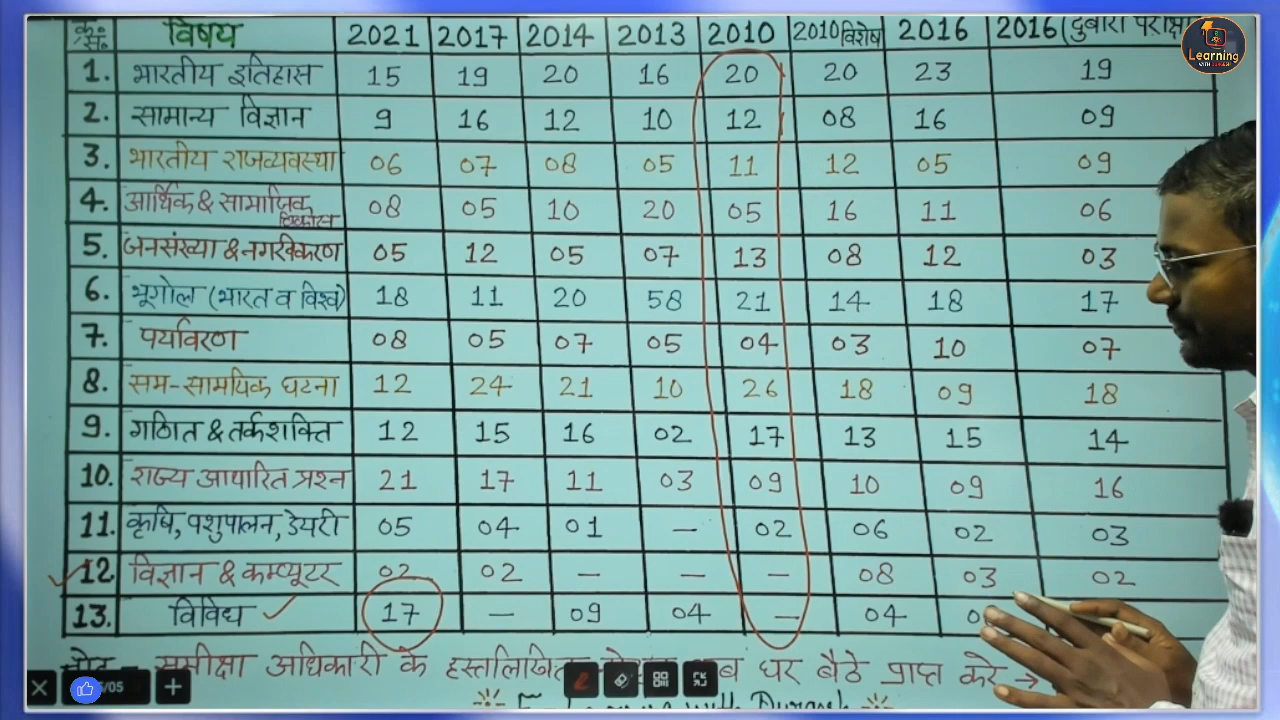 क्र. सं. विषय 2021 2017 2014 2013 2010 2010 विशेष 2016 2016 (दुबारा परीक्षा
Learning
1. भारतीय इतिहास 15 19 20 16 20 20 23 19
2. सामान्य विज्ञान 9 16 12 10 12 08 16 09
3. भारतीय राजव्यवस्था 06 07 08 05 11 12 05 09
4. आर्थिक & सामाजिक विकास 08 05 10 20 05 16 11 06
5. जनसंख्या & नगरीकरण 05 12 05 07 13 08 12 03
6. भूगोल (भारत व विश्व) 18 11 20 58 21 14 18 17
7. पर्यावरण 08 05 07 05 04 03 10 07
8. सम-सामयिक घटना 12 24 21 10 26 18 09 18
9. गणित & तर्कशक्ति 12 15 16 02 17 13 15 14
10. राज्य आधारित प्रश्न 21 17 11 03 09 10 09 16
11. कृषि, पशुपालन, डेयरी 05 04 01 — 02 06 02 03
12. विज्ञान & कम्प्यूटर 02 02 — — — 08 03 02
13. विविध 17 — 09 04 — 04
समीक्षा अधिकारी के हस्तलिखित घर बैठे प्राप्त करे →
/05